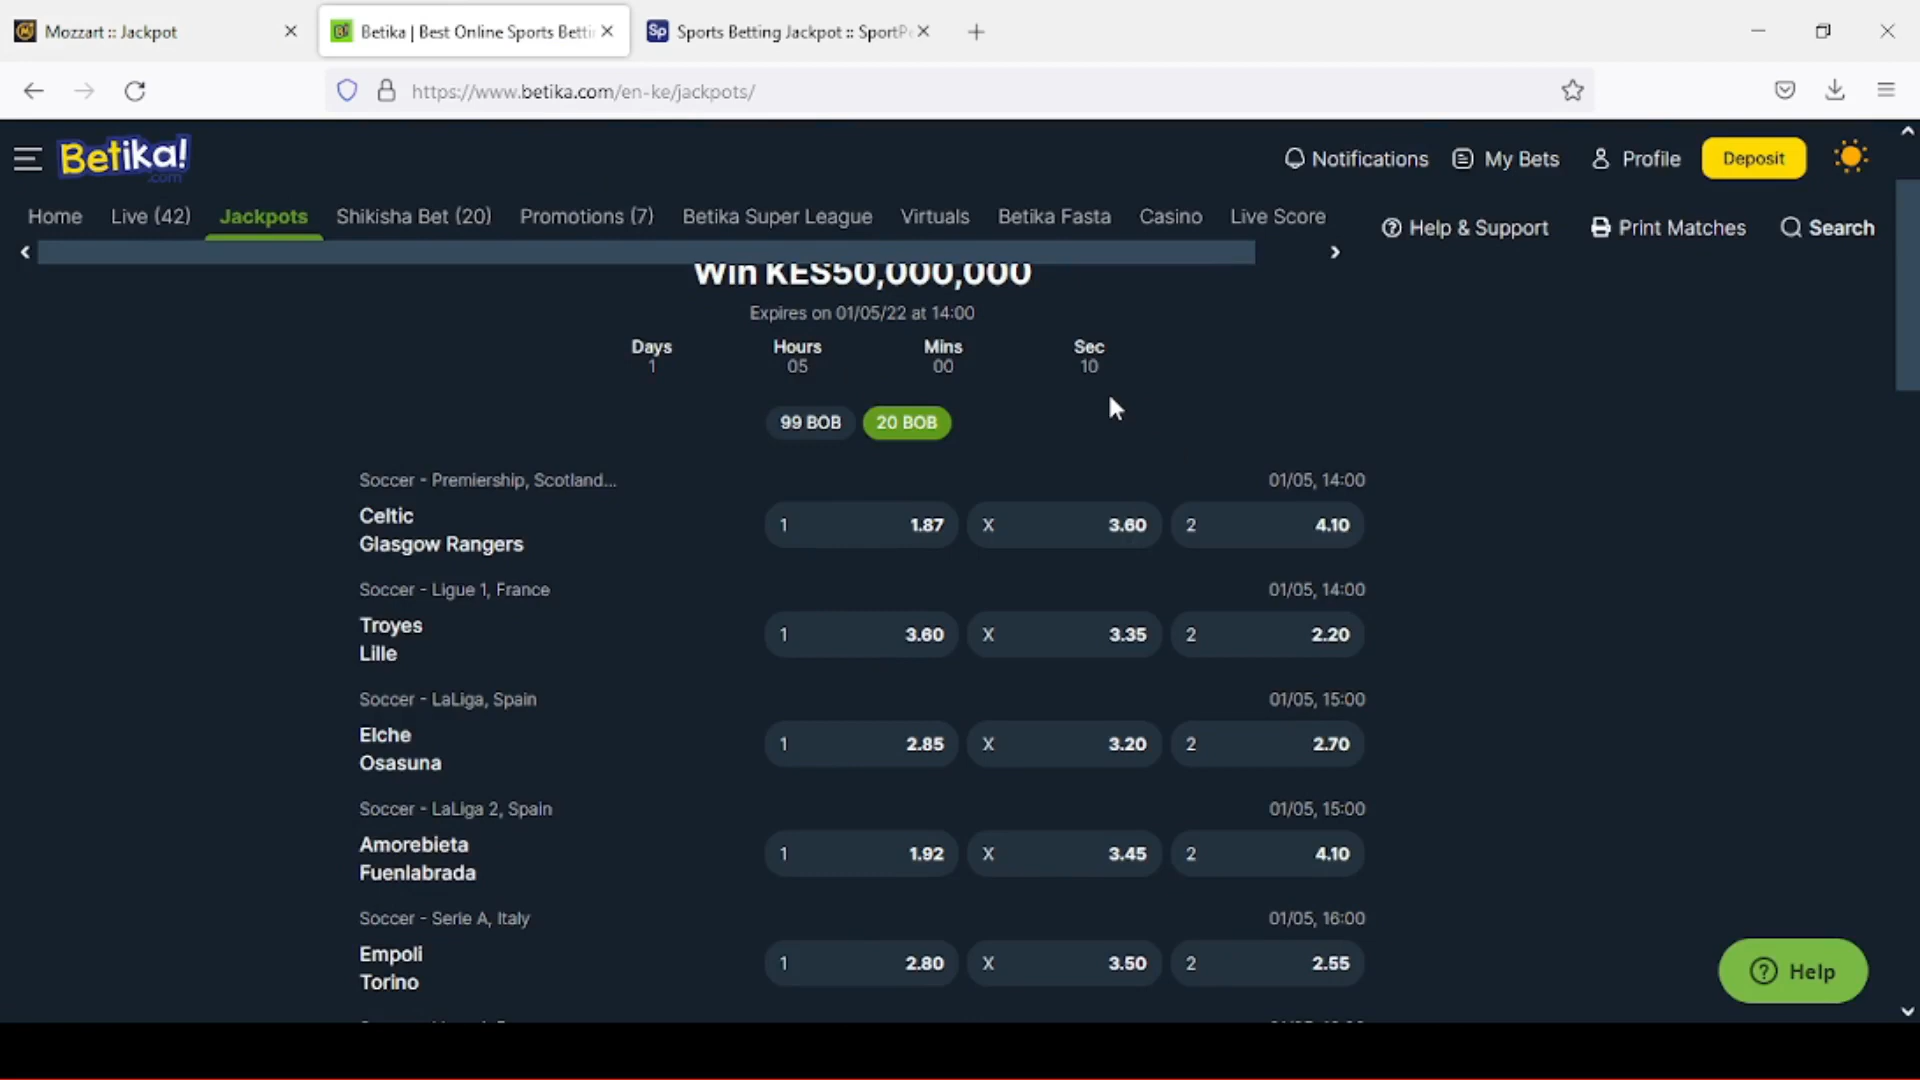 Mozzart :: Jackpot
Betika | Best Online Sports Betti
Sports Betting Jackpot :: SportP
https://www.betika.com/en-ke/jackpots/
Betika!
.com
Notifications My Bets Profile Deposit
Home Live (42) Jackpots Shikisha Bet (20) Promotions (7) Betika Super League Virtuals Betika Fasta Casino Live Score
Help & Support Print Matches Search
Win KES50,000,000
Expires on 01/05/22 at 14:00
Days Hours Mins Sec
1 05 00 10
99 BOB 20 BOB
Soccer - Premiership, Scotland... 01/05, 14:00
Celtic
1 1.87 X 3.60 2 4.10
Glasgow Rangers
Soccer - Ligue 1, France 01/05, 14:00
Troyes
1 3.60 X 3.35 2 2.20
Lille
Soccer - LaLiga, Spain 01/05, 15:00
Elche
1 2.85 X 3.20 2 2.70
Osasuna
Soccer - LaLiga 2, Spain 01/05, 15:00
Amorebieta
1 1.92 X 3.45 2 4.10
Fuenlabrada
Soccer - Serie A, Italy 01/05, 16:00
Empoli
1 2.80 X 3.50 2 2.55
Torino
Help